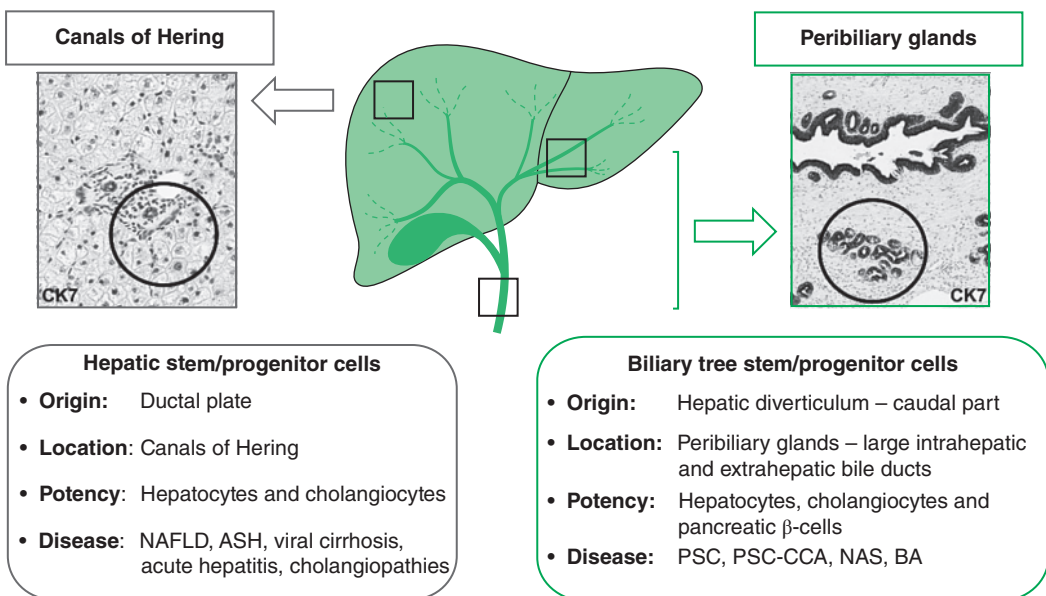 Canals of Hering
Peribiliary glands
CK7
CK7
Hepatic stem/progenitor cells
• Origin: Ductal plate
• Location: Canals of Hering
• Potency: Hepatocytes and cholangiocytes
• Disease: NAFLD, ASH, viral cirrhosis,
acute hepatitis, cholangiopathies
Biliary tree stem/progenitor cells
• Origin: Hepatic diverticulum – caudal part
• Location: Peribiliary glands – large intrahepatic
and extrahepatic bile ducts
• Potency: Hepatocytes, cholangiocytes and
pancreatic β-cells
• Disease: PSC, PSC-CCA, NAS, BA